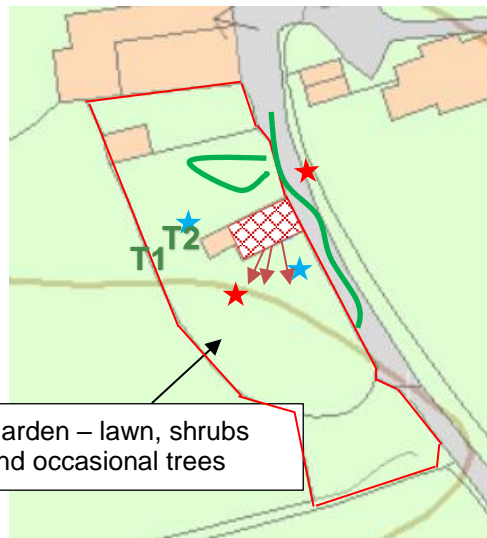 T1
T2
arden – lawn, shrubs
nd occasional trees